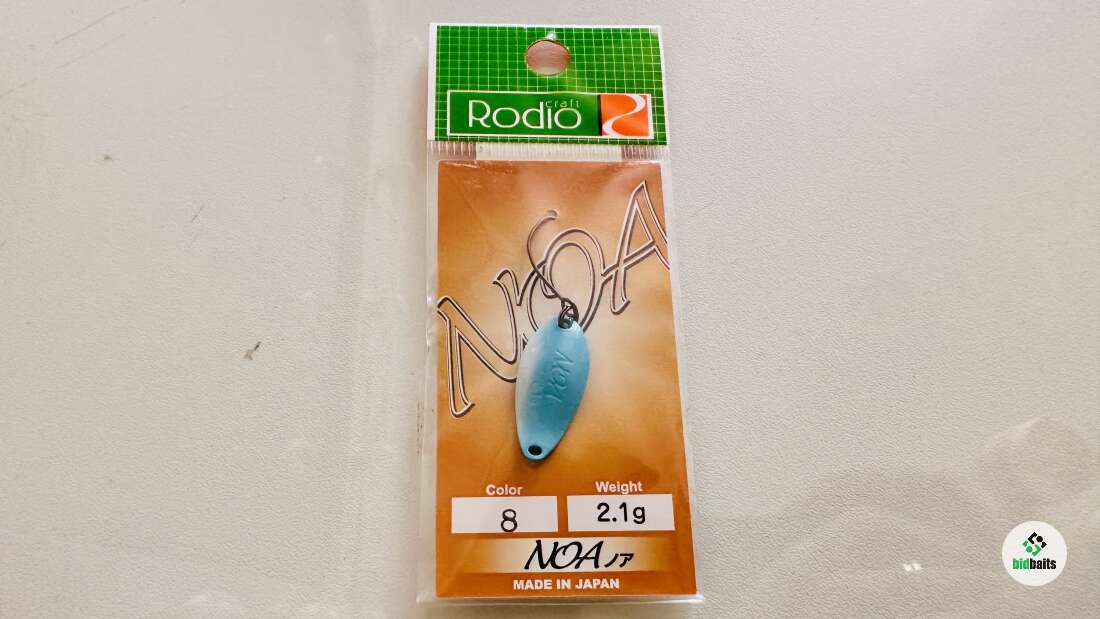 Rodio craft
NOA
NOA
Color
Weight
8
2.1g
NOAノア
MADE IN JAPAN
bidbaits